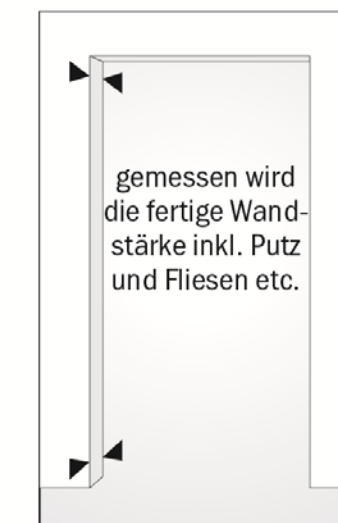 gemessen wird
die fertige Wand-
stärke inkl. Putz
und Fliesen etc.